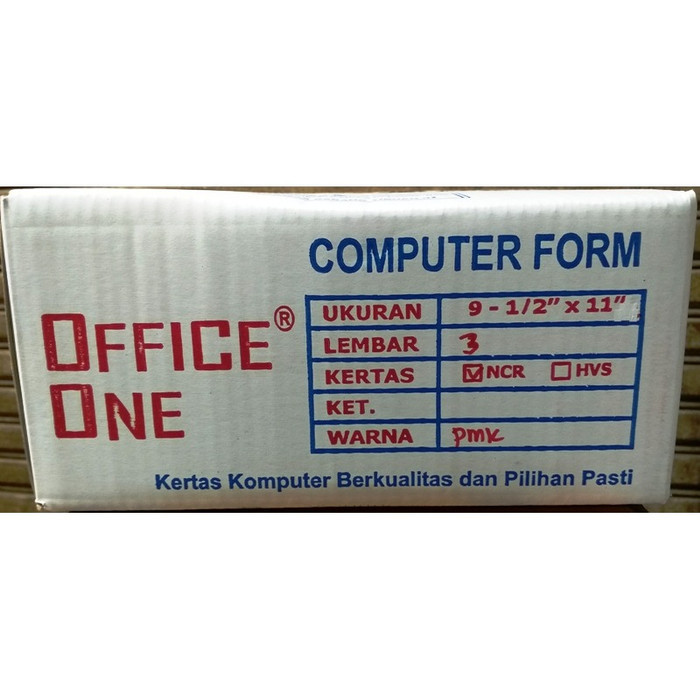 COMPUTER FORM
OFFICE®
ONE
UKURAN 9 - 1/2" x 11"
LEMBAR 3
KERTAS ☑ NCR ☐ HVS
KET.
WARNA PMK
Kertas Komputer Berkualitas dan Pilihan Pasti